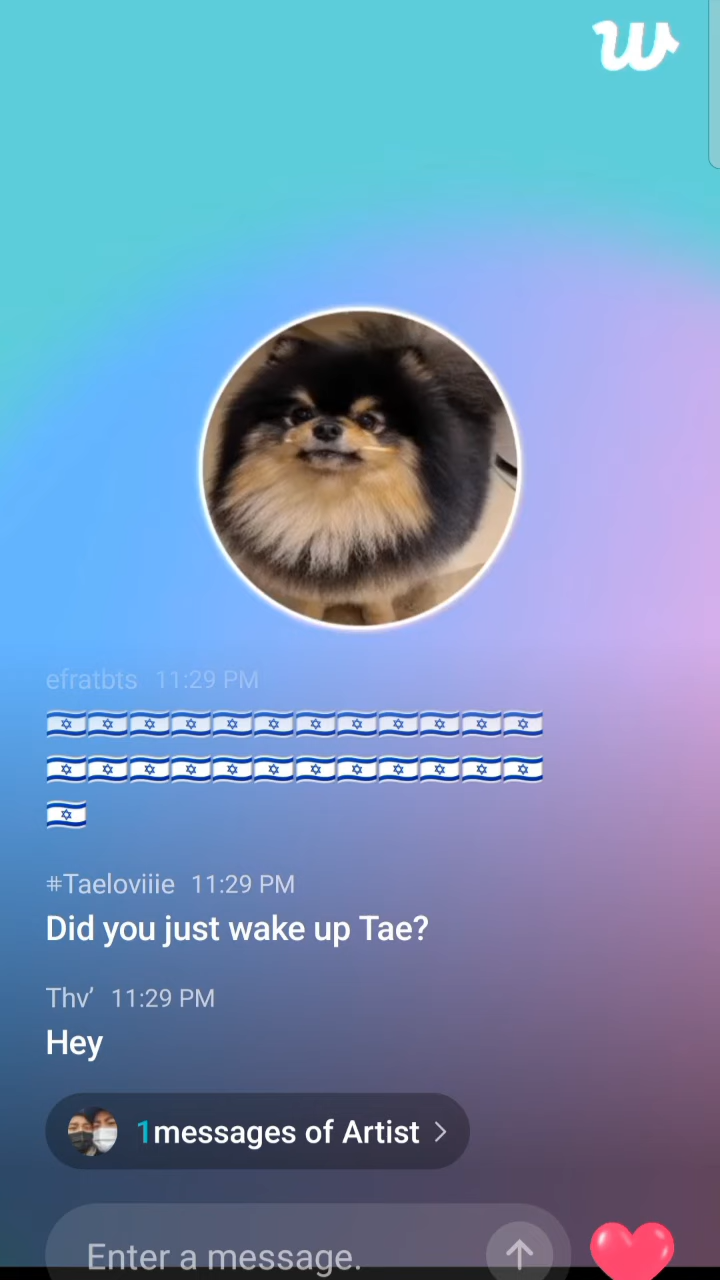 w
efratbts 11:29 PM
🇮🇱🇮🇱🇮🇱🇮🇱🇮🇱🇮🇱🇮🇱🇮🇱🇮🇱🇮🇱🇮🇱🇮🇱
🇮🇱🇮🇱🇮🇱🇮🇱🇮🇱🇮🇱🇮🇱🇮🇱🇮🇱🇮🇱🇮🇱🇮🇱
🇮🇱
#Taeloviiie 11:29 PM
Did you just wake up Tae?
Thv’ 11:29 PM
Hey
1messages of Artist >
Enter a message.